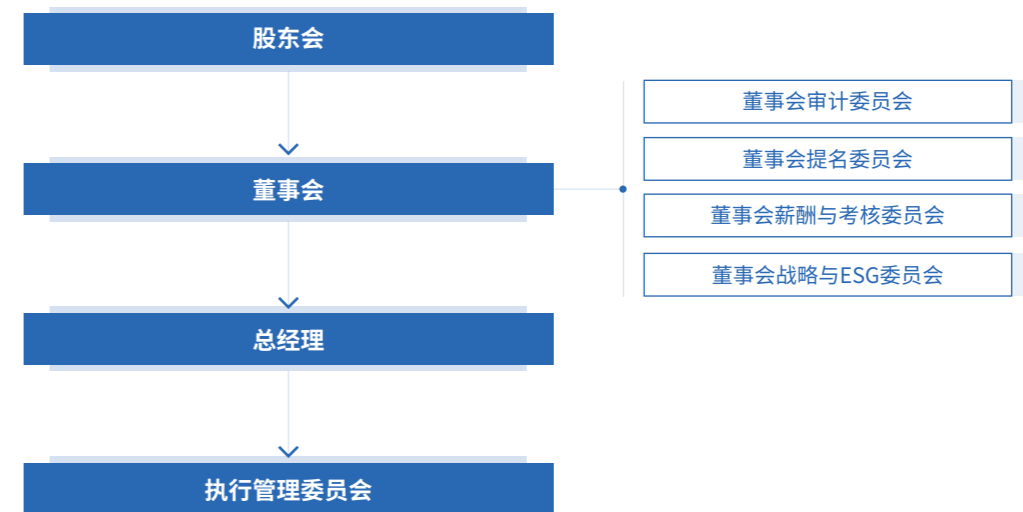 股东会
董事会
董事会审计委员会
董事会提名委员会
董事会薪酬与考核委员会
董事会战略与ESG委员会
总经理
执行管理委员会